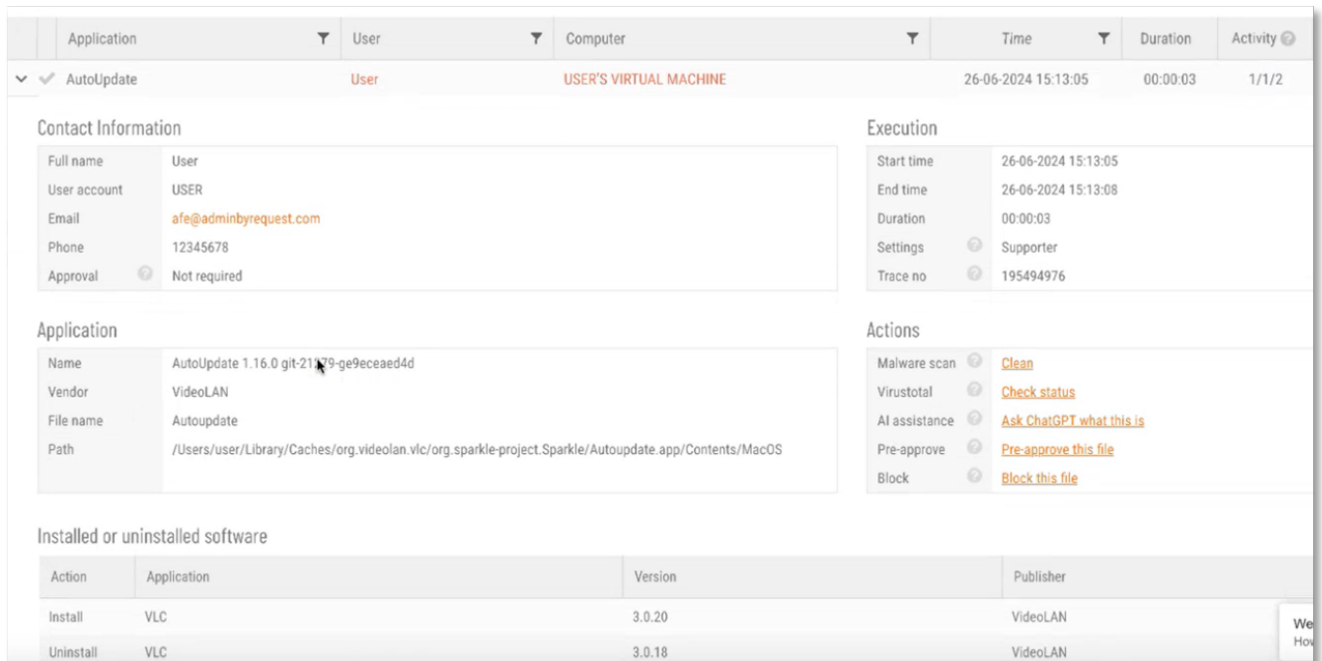 Application User Computer Time Duration Activity
AutoUpdate User USER'S VIRTUAL MACHINE 26-06-2024 15:13:05 00:00:03 1/1/2
Contact Information
Full name User
User account USER
Email afe@adminbyrequest.com
Phone 12345678
Approval Not required
Execution
Start time 26-06-2024 15:13:05
End time 26-06-2024 15:13:08
Duration 00:00:03
Settings Supporter
Trace no 195494976
Application
Name AutoUpdate 1.16.0
Vendor VideoLAN
File name Autoupdate
Path /Users/user/Library/Caches/org.videolan.vlc/org.sparkle-project.Sparkle/Autoupdate.app/Contents/MacOS
Actions
Malware scan Clean
Virustotal Check status
AI assistance Ask ChatGPT what this is
Pre-approve Pre-approve this file
Block Block this file
Installed or uninstalled software
Action Application Version Publisher
Install VLC 3.0.20 VideoLAN
Uninstall VLC 3.0.18 VideoLAN